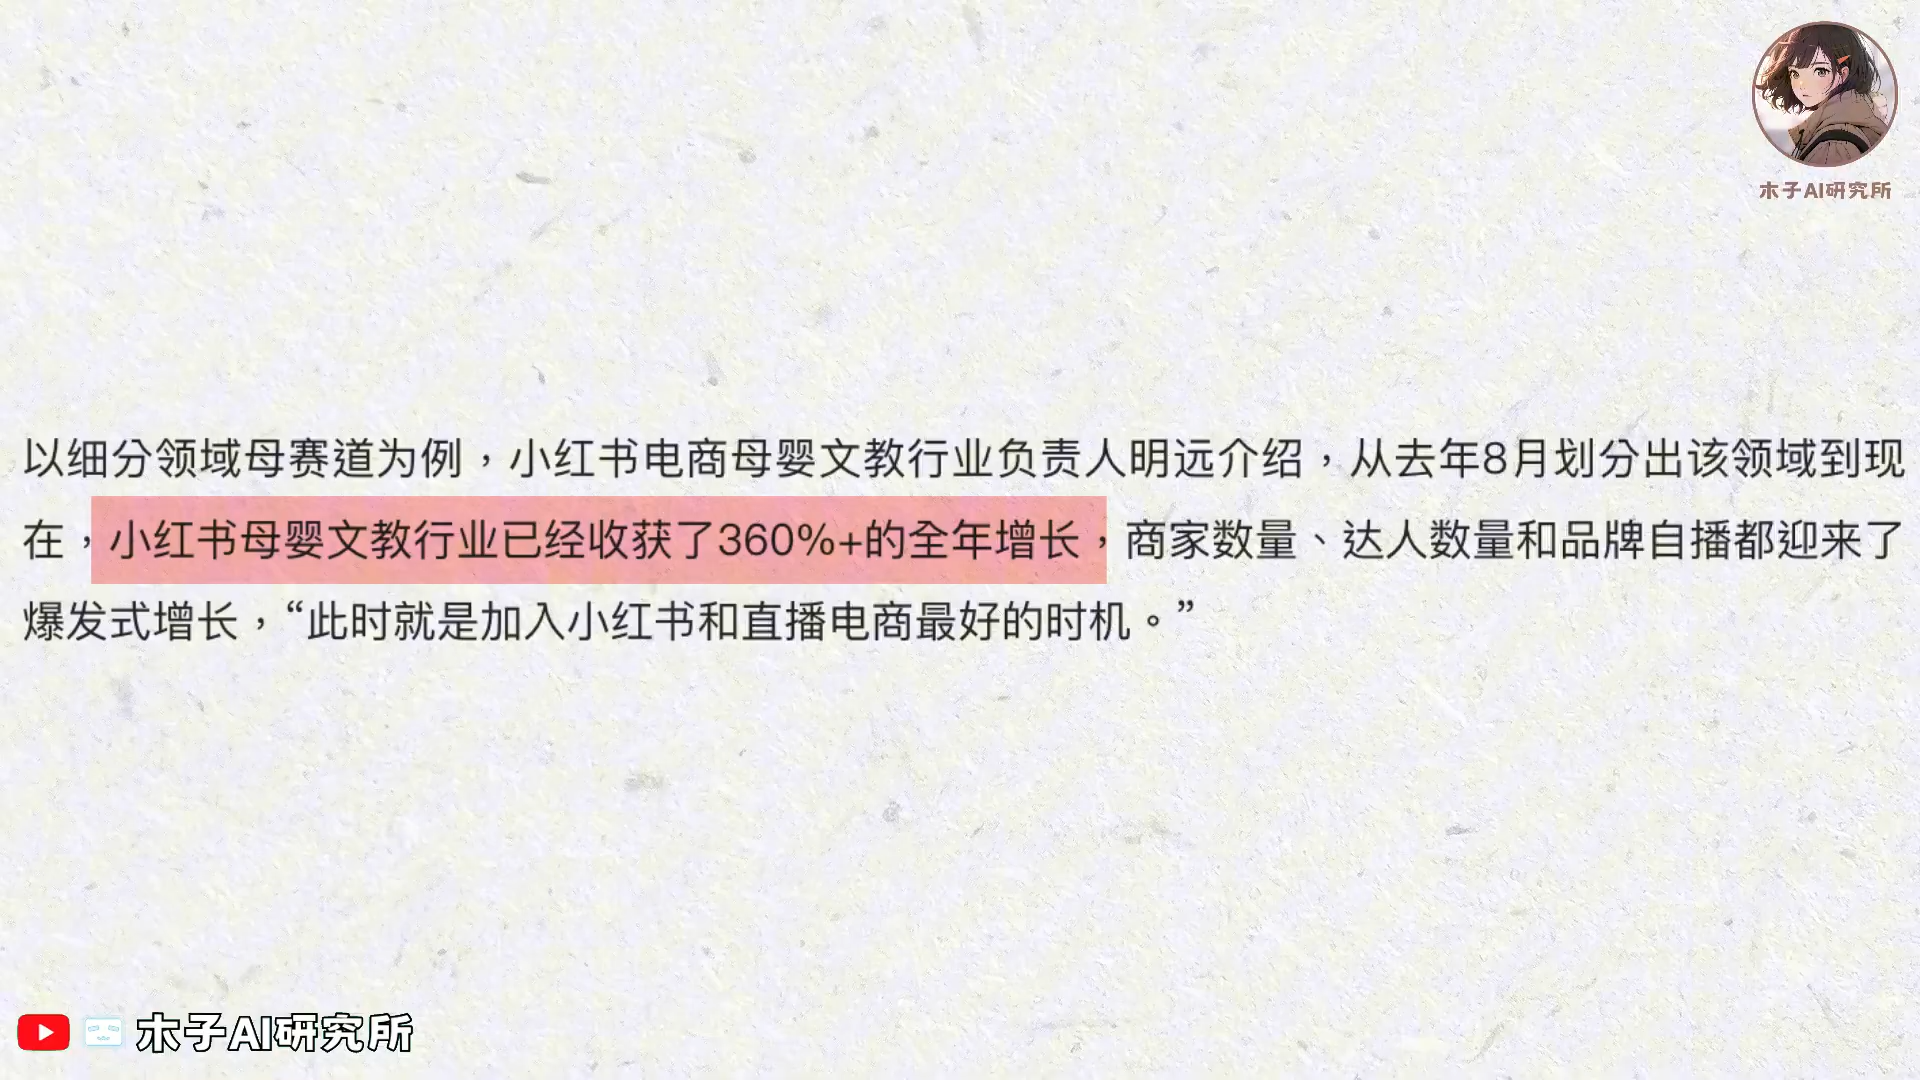 木子AI研究所
以细分领域母赛道为例，小红书电商母婴文教行业负责人明远介绍，从去年8月划分出该领域到现
在，小红书母婴文教行业已经收获了360%+的全年增长，商家数量、达人数量和品牌自播都迎来了
爆发式增长，“此时就是加入小红书和直播电商最好的时机。”
木子AI研究所